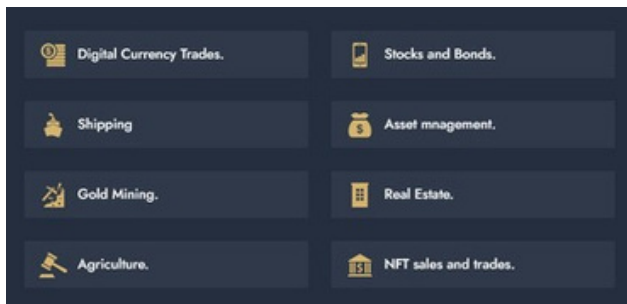 Digital Currency Trades.
Stocks and Bonds.
Shipping
Asset mnagement.
Gold Mining.
Real Estate.
Agriculture.
NFT sales and trades.